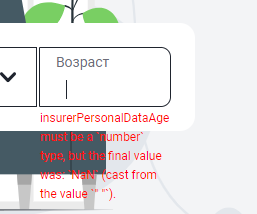 Возраст
insurerPersonalDataAge
must be a `number`
type, but the final value
was: `NaN` (cast from
the value `" "`).